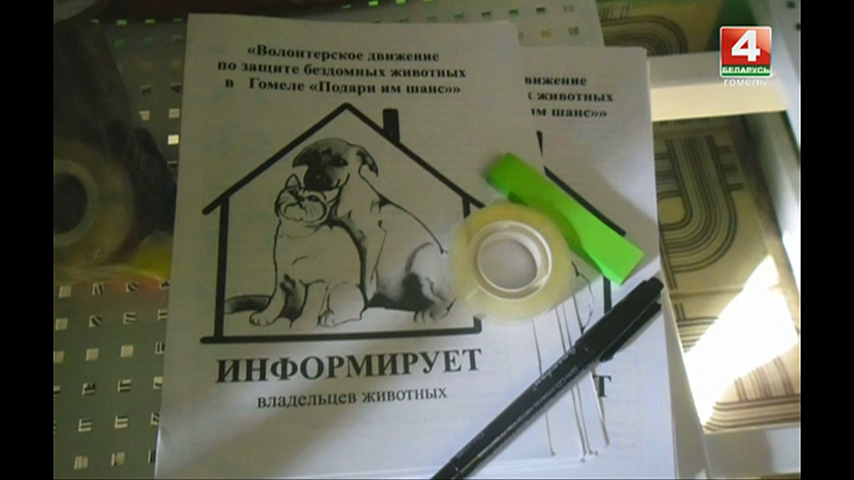 «Волонтерское движение
по защите бездомных животных
в Гомеле «Подари им шанс»»
ИНФОРМИРУЕТ
владельцев животных
движение
животных
им шанс»»
4
БЕЛАРУСЬ
ГОМЕЛЬ